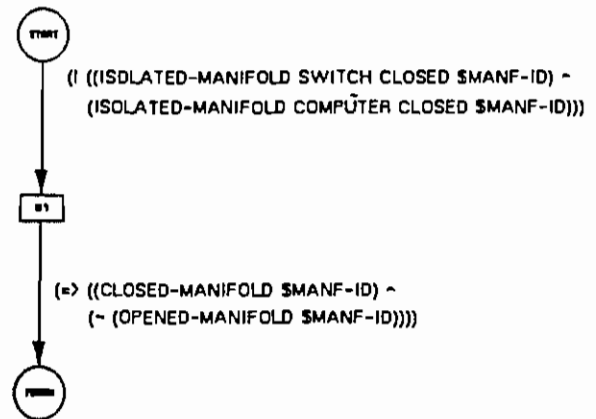 START
(! ((ISOLATED-MANIFOLD SWITCH CLOSED $MANF-ID) ~
(ISOLATED-MANIFOLD COMPUTER CLOSED $MANF-ID)))
(=> ((CLOSED-MANIFOLD $MANF-ID) ~
(~ (OPENED-MANIFOLD $MANF-ID))))